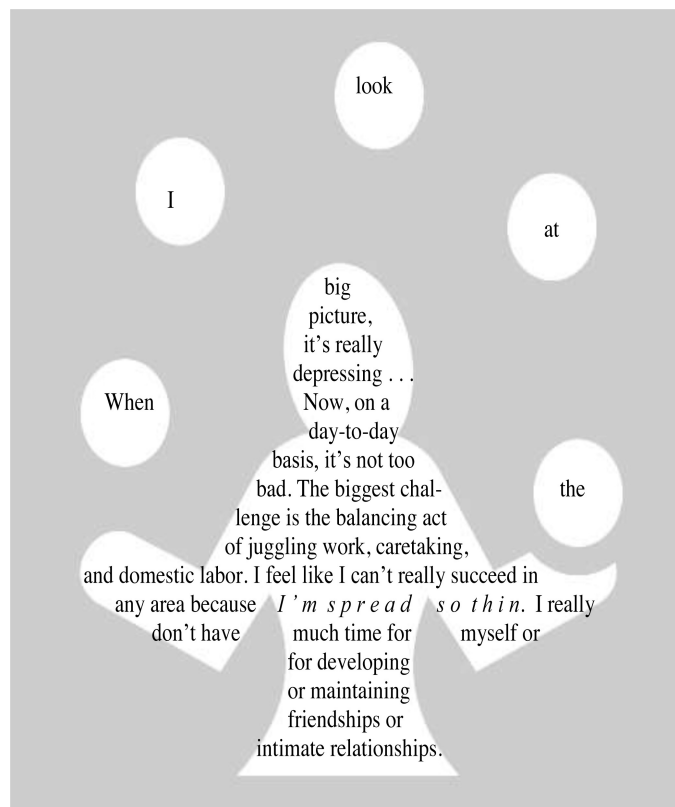 When
I
look
at
the
big
picture,
it's really
depressing . . .
Now, on a
day-to-day
basis, it's not too
bad. The biggest chal-
lenge is the balancing act
of juggling work, caretaking,
and domestic labor. I feel like I can't really succeed in
any area because I'm spread so thin. I really
don't have much time for myself or
for developing
or maintaining
friendships or
intimate relationships.